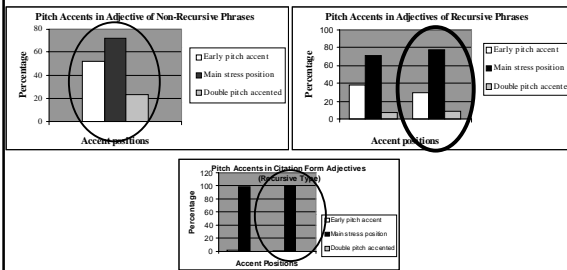 Pitch Accents in Adjective of Non-Recursive Phrases
80
60
40
20
0
Percentage
Accent positions
Early pitch accent
Main stress position
Double pitch accented
Pitch Accents in Adjectives of Recursive Phrases
100
80
60
40
20
0
Percentage
Accent positions
Early pitch accent
Main stress position
Double pitch accented
Pitch Accents in Citation Form Adjectives
(Recursive Type)
120
100
80
60
40
20
0
Percentage
Accent Positions
Early pitch accent
Main stress position
Double pitch accented